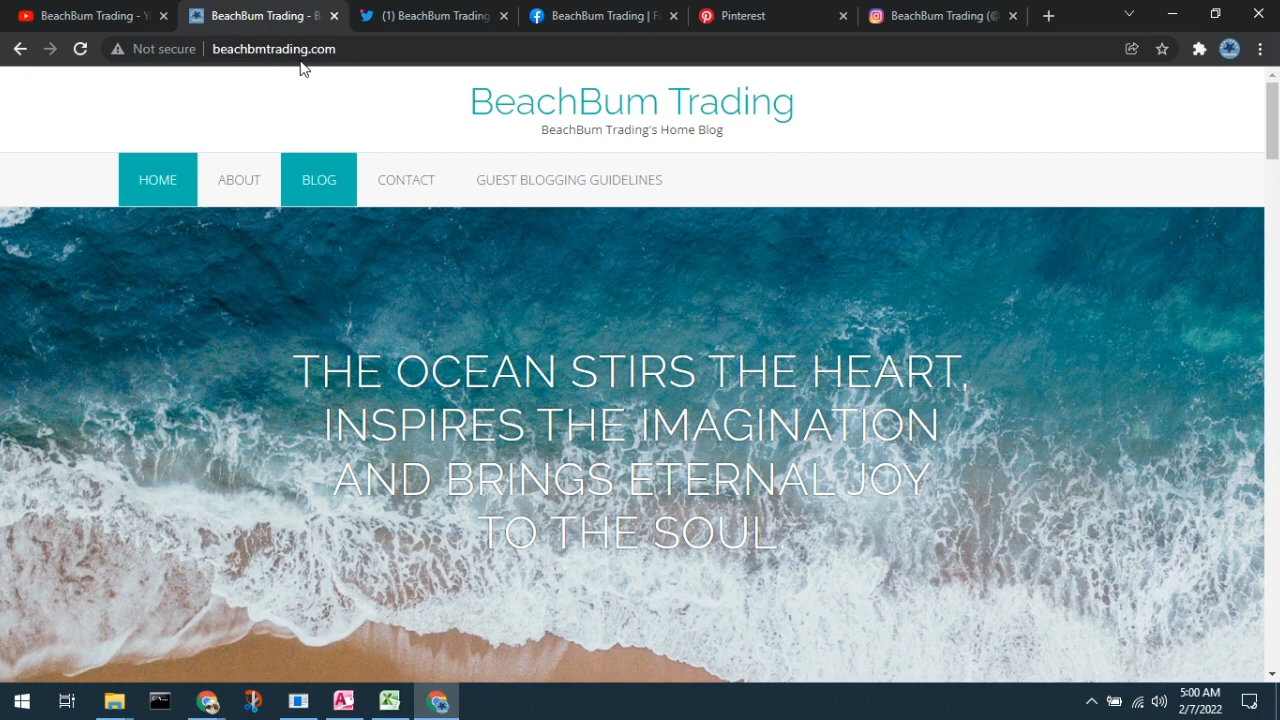 BeachBum Trading - Y
BeachBum Trading - B
(1) BeachBum Trading
BeachBum Trading | F
Pinterest
BeachBum Trading (@
Not secure
beachbmtrading.com
BeachBum Trading
BeachBum Trading's Home Blog
HOME
ABOUT
BLOG
CONTACT
GUEST BLOGGING GUIDELINES
THE OCEAN STIRS THE HEART,
INSPIRES THE IMAGINATION
AND BRINGS ETERNAL JOY
TO THE SOUL.
5:00 AM
2/7/2022